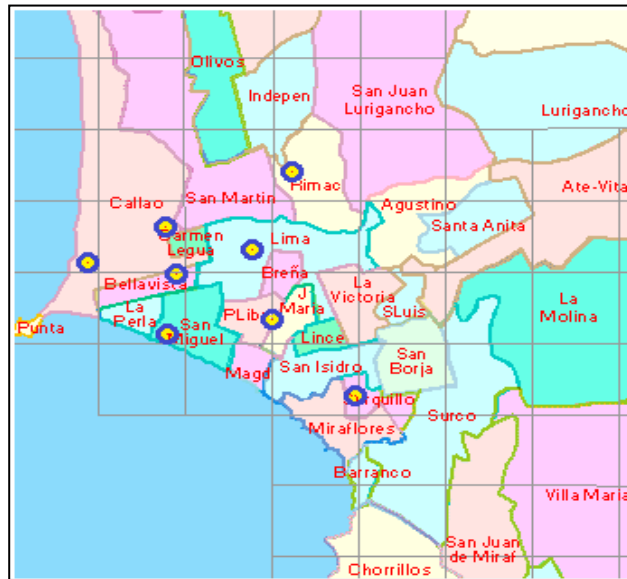 Olivos
Indepen
San Juan
Lurigancho
Lurigancho
San Martin
Rimac
Ate-Vita
Callao
Agustino
Santa Anita
Carmen
Legua
Lima
Breña
Bellavista
La
Perla
San
Miguel
PLibr
J
Maria
La
Victoria
SLuis
La
Molina
Punta
Lince
Magd
San Isidro
San
Borja
Surquillo
Surco
Miraflores
Barranco
Villa Maria
San Juan
de Miraf
Chorrillos